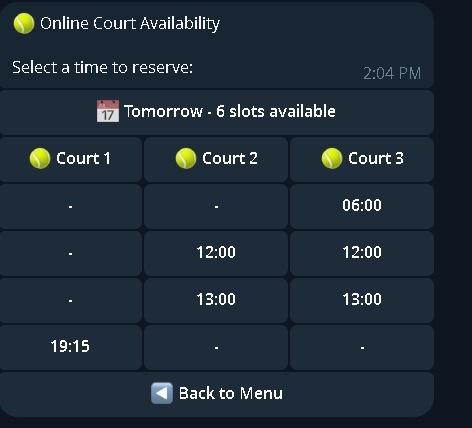 Online Court Availability
Select a time to reserve:
2:04 PM
17 Tomorrow - 6 slots available
Court 1 Court 2 Court 3
- - 06:00
- 12:00 12:00
- 13:00 13:00
19:15 - -
Back to Menu